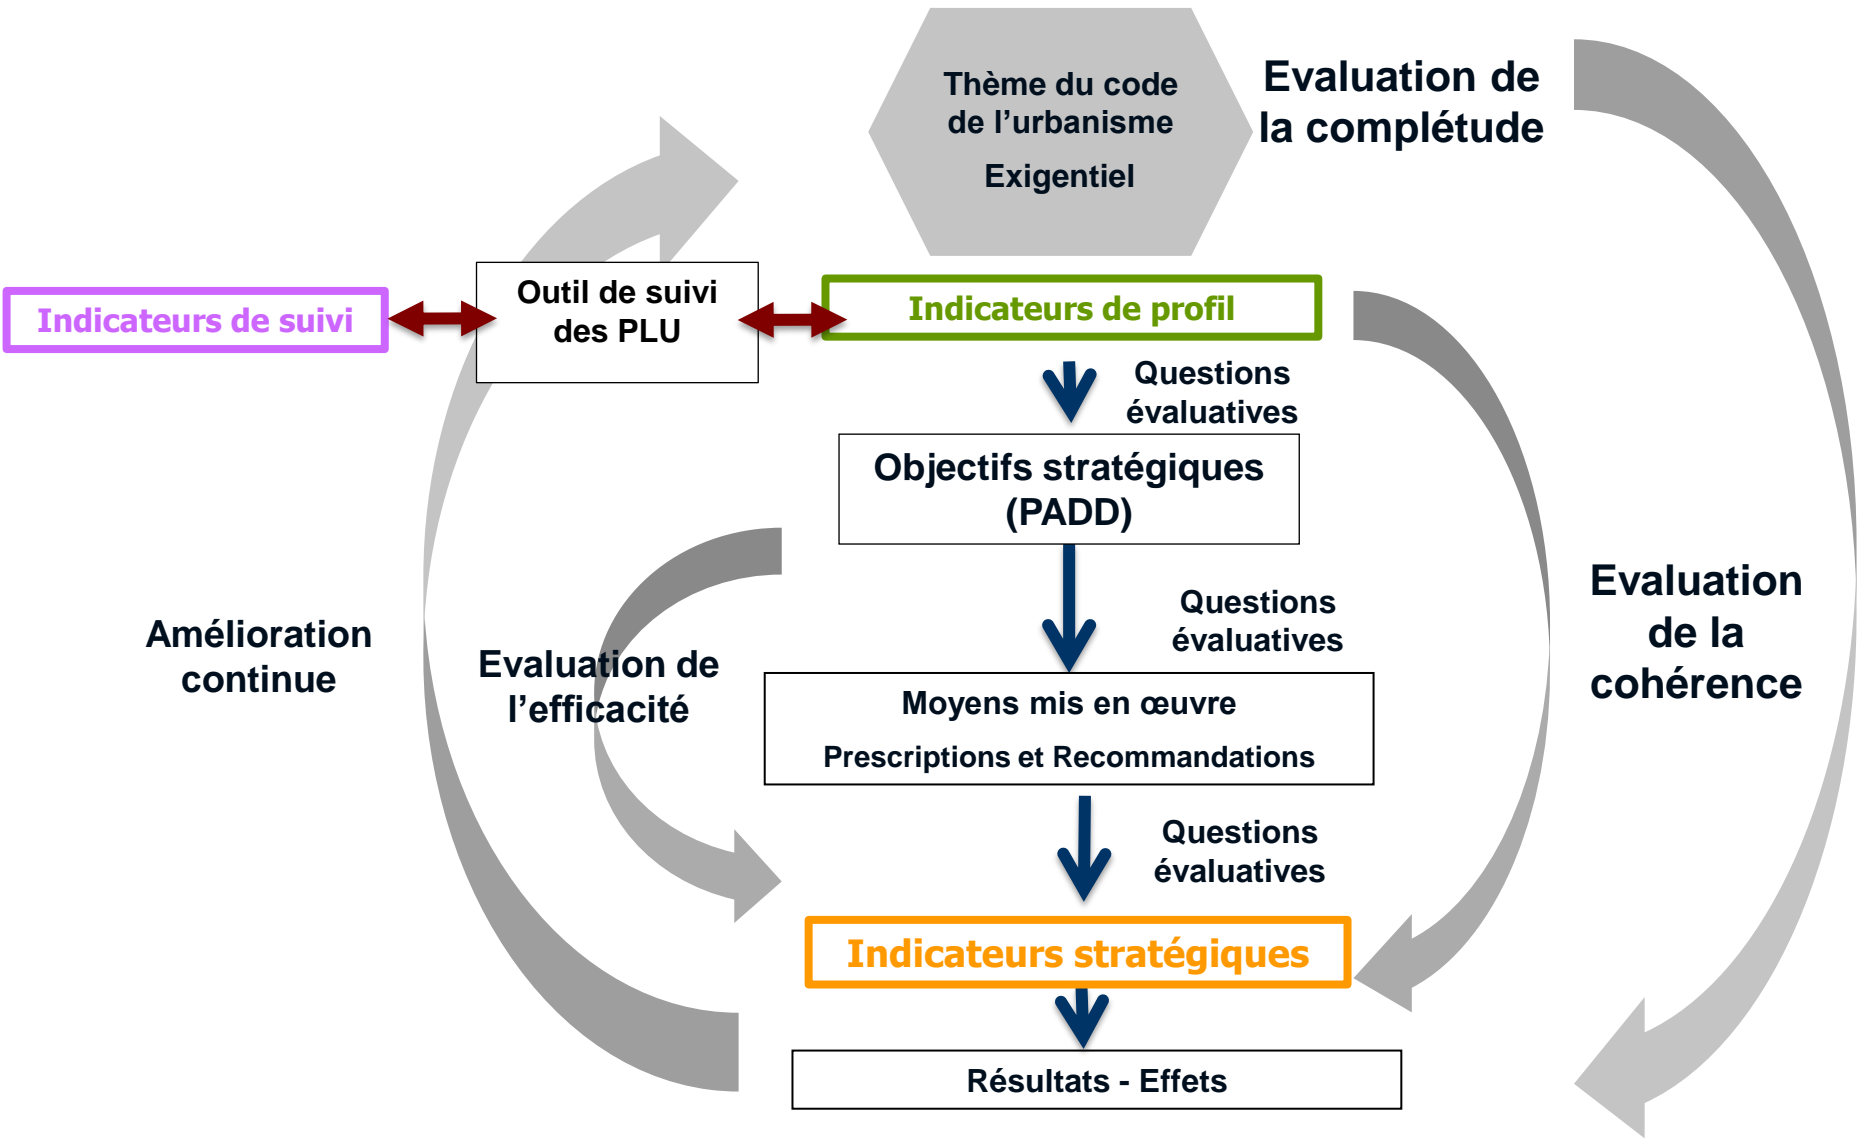 Thème du code
de l’urbanisme
Exigentiel
Evaluation de
la complétude
Indicateurs de suivi
Outil de suivi
des PLU
Indicateurs de profil
Questions
évaluatives
Objectifs stratégiques
(PADD)
Questions
évaluatives
Evaluation
de la
cohérence
Amélioration
continue
Evaluation de
l’efficacité
Moyens mis en œuvre
Prescriptions et Recommandations
Questions
évaluatives
Indicateurs stratégiques
Résultats - Effets